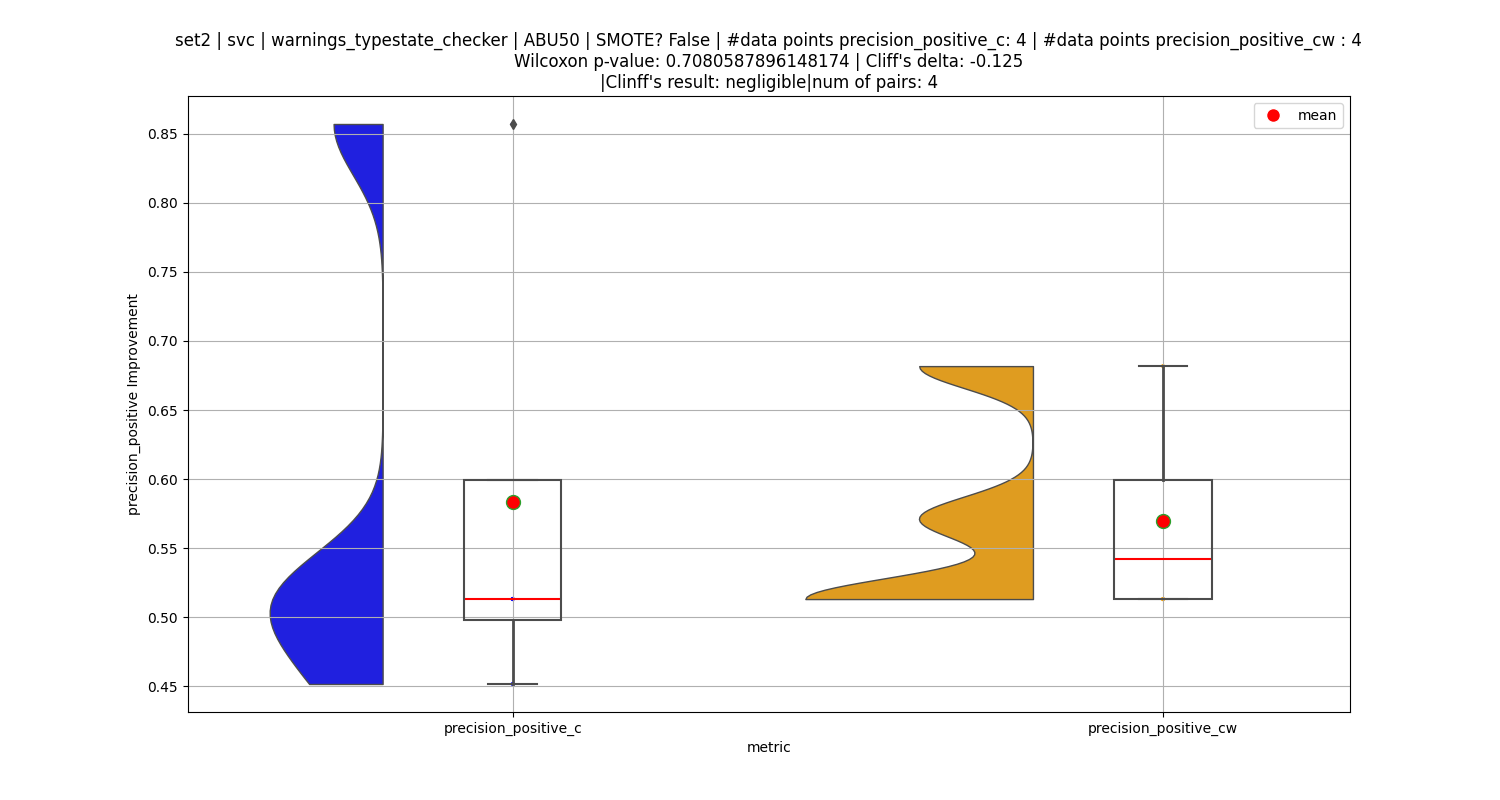 set2 | svc | warnings_typestate_checker | ABU50 | SMOTE? False | #data points precision_positive_c: 4 | #data points precision_positive_cw : 4
Wilcoxon p-value: 0.7080587896148174 | Cliff's delta: -0.125
|Clinff's result: negligible|num of pairs: 4
mean
0.85
0.80
0.75
0.70
0.65
0.60
0.55
0.50
0.45
precision_positive Improvement
precision_positive_c
precision_positive_cw
metric